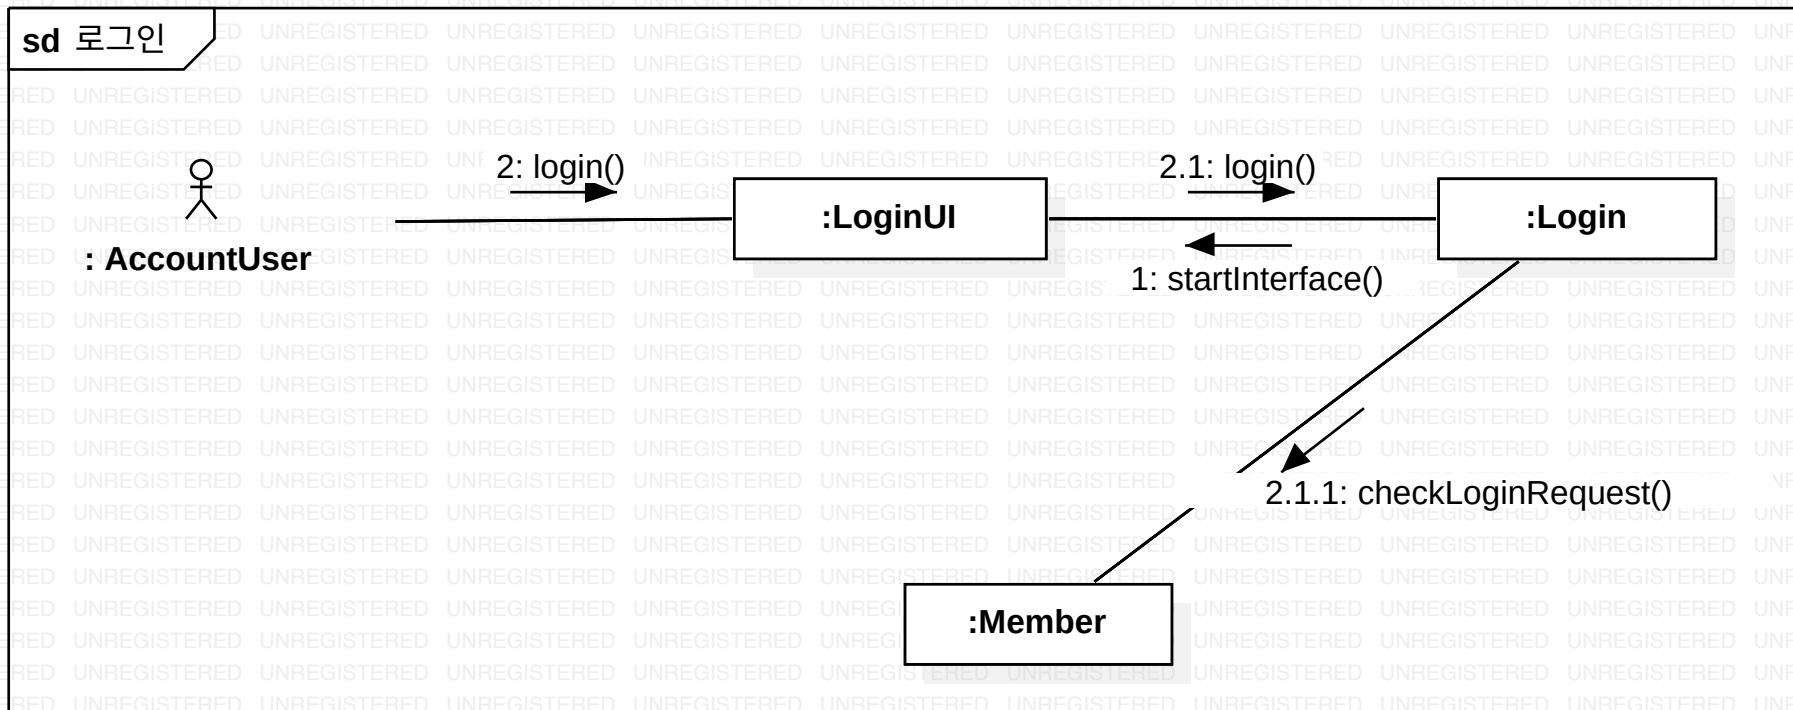 sd 로그인
2: login()
2.1: login()
:LoginUI
:Login
: AccountUser
1: startInterface()
2.1.1: checkLoginRequest()
:Member
UNREGISTERED